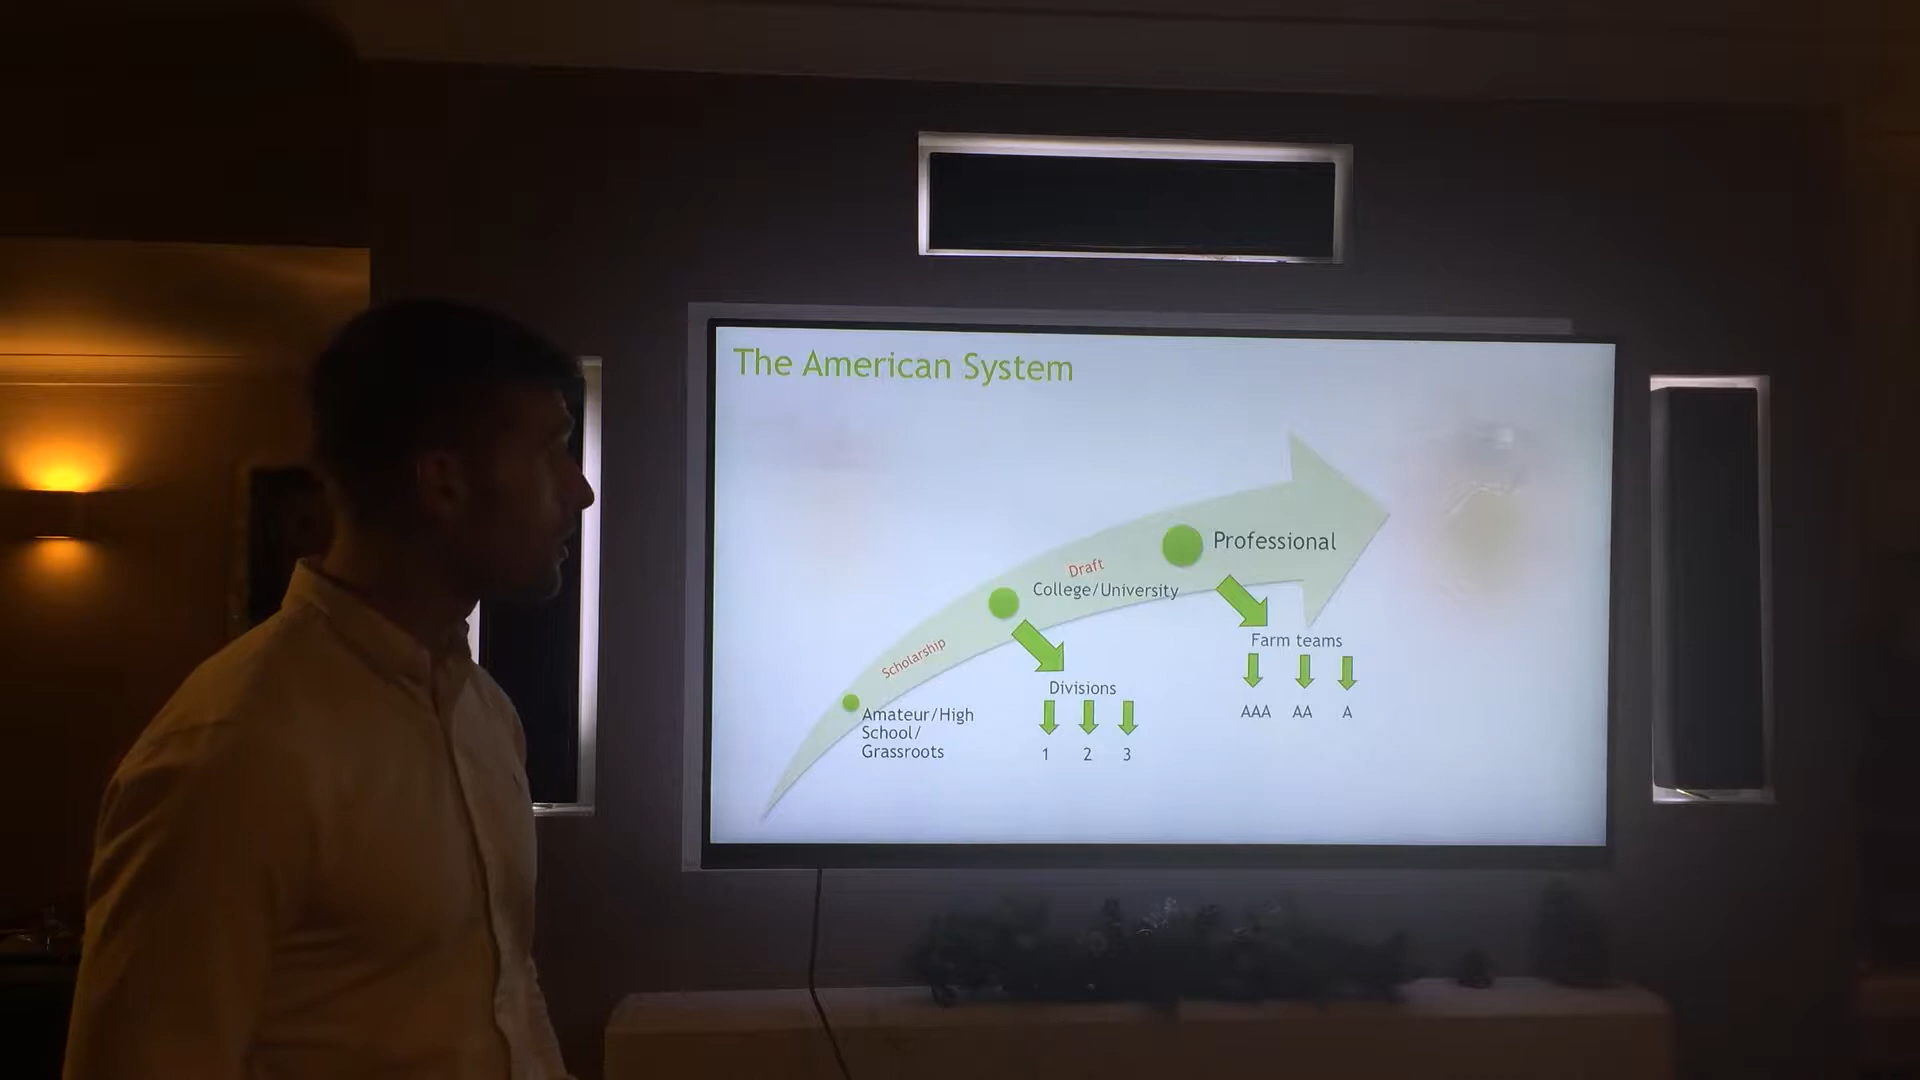 The American System
Professional
Draft
College/University
Farm teams
Scholarship
Divisions
AAA AA A
Amateur/High
School/
Grassroots
1 2 3